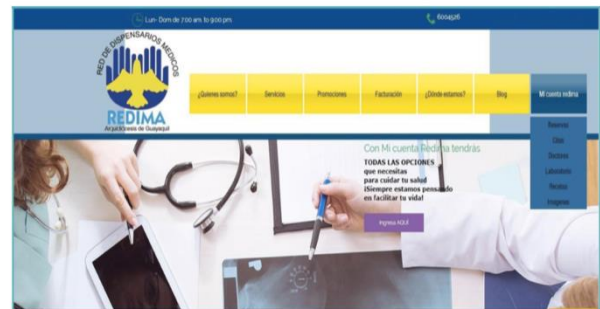 Lun- Dom de 7:00 am. to 9:00 pm.
6004526
RED DE DISPENSARIOS MEDICOS
REDIMA
Arquidiócesis de Guayaquil
¿Quienes somos?
Servicios
Promociones
Facturación
¿Dónde estamos?
Blog
Mi cuenta redima
Reservas
Citas
Doctores
Laboratorio
Recetas
Imagenes
Con Mi cuenta Redima tendrás
TODAS LAS OPCIONES
que necesitas
para cuidar tu salud
¡Siempre estamos pensando
en facilitar tu vida!
Ingresa AQUÍ